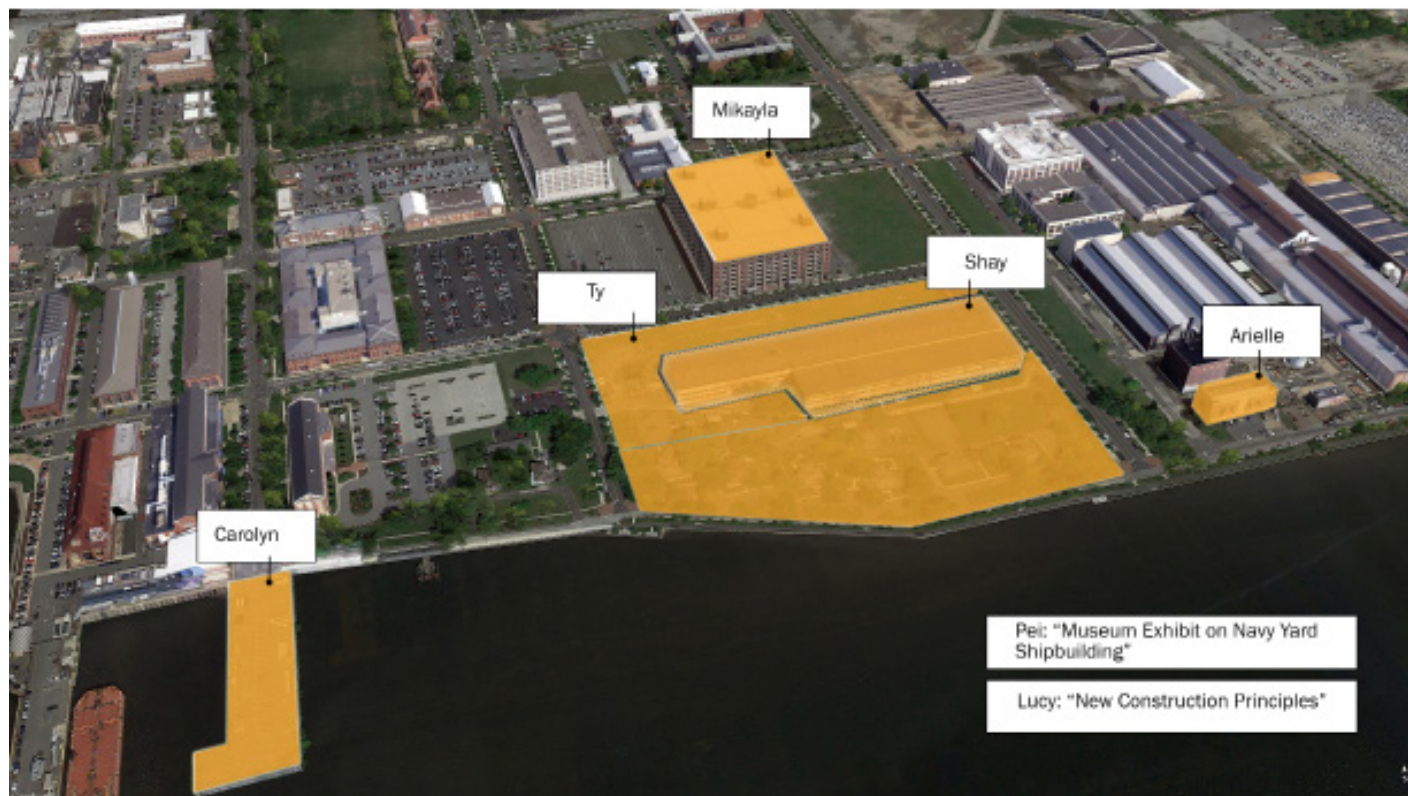 Mikayla
Shay
Ty
Arielle
Carolyn
Pei: “Museum Exhibit on Navy Yard
Shipbuilding”
Lucy: “New Construction Principles”